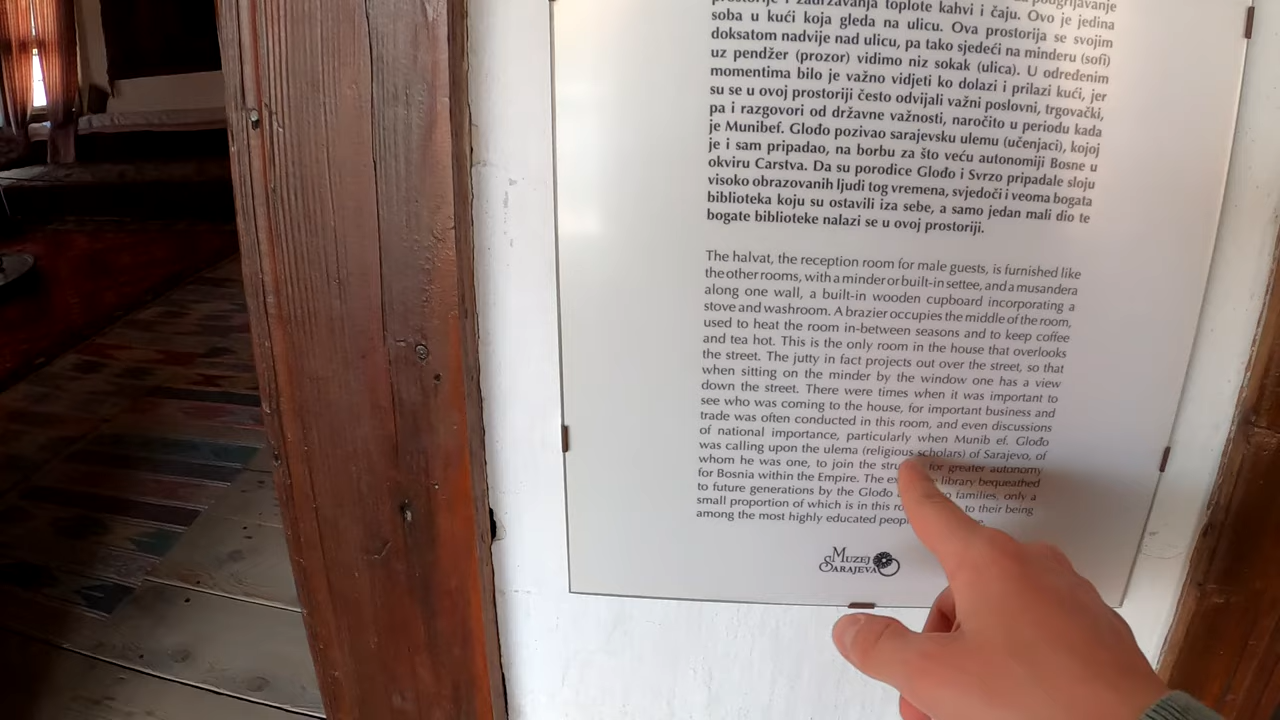 podgrijavanje
prostorije i zadržavanja toplote kahvi i čaju. Ovo je jedina
soba u kući koja gleda na ulicu. Ova prostorija se svojim
doksatom nadvije nad ulicu, pa tako sjedeći na minderu (sofi)
uz pendžer (prozor) vidimo niz sokak (ulica). U određenim
momentima bilo je važno vidjeti ko dolazi i prilazi kući, jer
su se u ovoj prostoriji često odvijali važni poslovni, trgovački,
pa i razgovori od državne važnosti, naročito u periodu kada
je Munibef. Glođo pozivao sarajevsku ulemu (učenjaci), kojoj
je i sam pripadao, na borbu za što veću autonomiji Bosne u
okviru Carstva. Da su porodice Glođo i Svrzo pripadale sloju
visoko obrazovanih ljudi tog vremena, svjedoči i veoma bogata
biblioteka koju su ostavili iza sebe, a samo jedan mali dio te
bogate biblioteke nalazi se u ovoj prostoriji.
The halvat, the reception room for male guests, is furnished like
the other rooms, with a minder or built-in settee, and a musandera
along one wall, a built-in wooden cupboard incorporating a
stove and washroom. A brazier occupies the middle of the room,
used to heat the room in-between seasons and to keep coffee
and tea hot. This is the only room in the house that overlooks
the street. The jutty in fact projects out over the street, so that
when sitting on the minder by the window one has a view
down the street. There were times when it was important to
see who was coming to the house, for important business and
trade was often conducted in this room, and even discussions
of national importance, particularly when Munib ef. Glođo
was calling upon the ulema (religious scholars) of Sarajevo, of
whom he was one, to join the for greater autonomy
for Bosnia within the Empire. The library bequeathed
to future generations by the Glođo families, only a
small proportion of which is in this to their being
among the most highly educated
MUZEJ
SARAJEVA